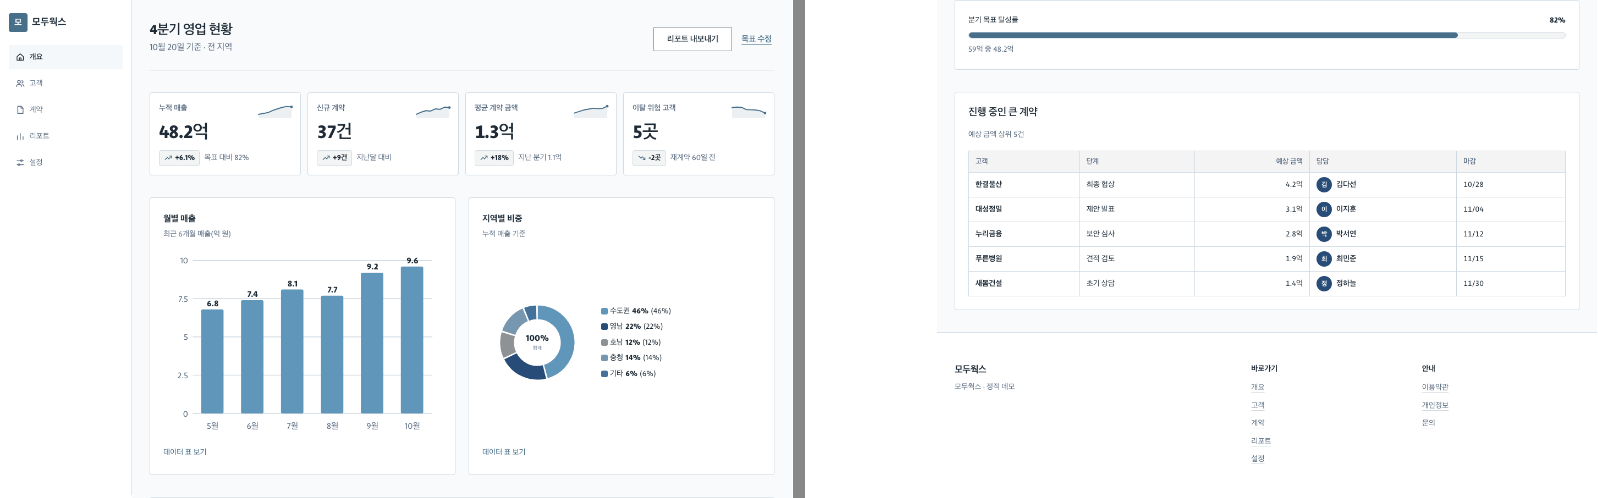 모 모두웍스
개요
고객
계약
리포트
설정
4분기 영업 현황
10월 20일 기준 · 전 지역
리포트 내보내기
목표 수정
누적 매출
48.2억
+6.1% 목표 대비 82%
신규 계약
37건
+9건 지난달 대비
평균 계약 금액
1.3억
+18% 지난 분기 1.1억
이탈 위험 고객
5곳
-2곳 재계약 60일 전
월별 매출
최근 6개월 매출(억 원)
10
7.5
5
2.5
0
6.8
7.4
8.1
7.7
9.2
9.6
5월
6월
7월
8월
9월
10월
데이터 표 보기
지역별 비중
누적 매출 기준
100%
수도권 46% (46%)
영남 22% (22%)
호남 12% (12%)
충청 14% (14%)
기타 6% (6%)
데이터 표 보기
분기 목표 달성률
82%
59억 중 48.2억
진행 중인 큰 계약
예상 금액 상위 5건
고객 단계 예상 금액 담당 마감
한결물산 최종 협상 4.2억 김 김다선 10/28
대성정밀 제안 발표 3.1억 이 이지훈 11/04
누리금융 보안 심사 2.8억 박 박서연 11/12
푸른병원 견적 검토 1.9억 최 최민준 11/15
새봄건설 초기 상담 1.4억 정 정하늘 11/30
모두웍스
모두웍스 · 정적 데모
바로가기
개요
고객
계약
리포트
설정
안내
이용약관
개인정보
문의